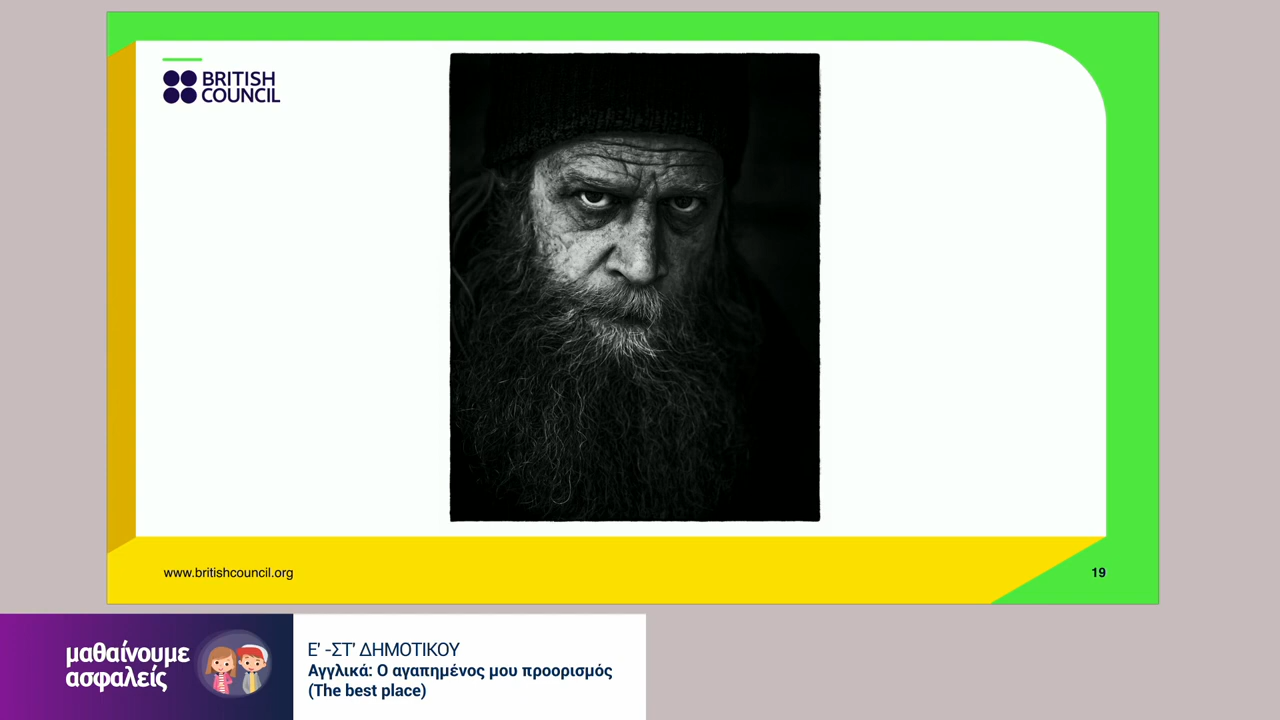 BRITISH
COUNCIL
www.britishcouncil.org
19
μαθαίνουμε
ασφαλείς
Ε' -ΣΤ' ΔΗΜΟΤΙΚΟΥ
Αγγλικά: Ο αγαπημένος μου προορισμός
(The best place)